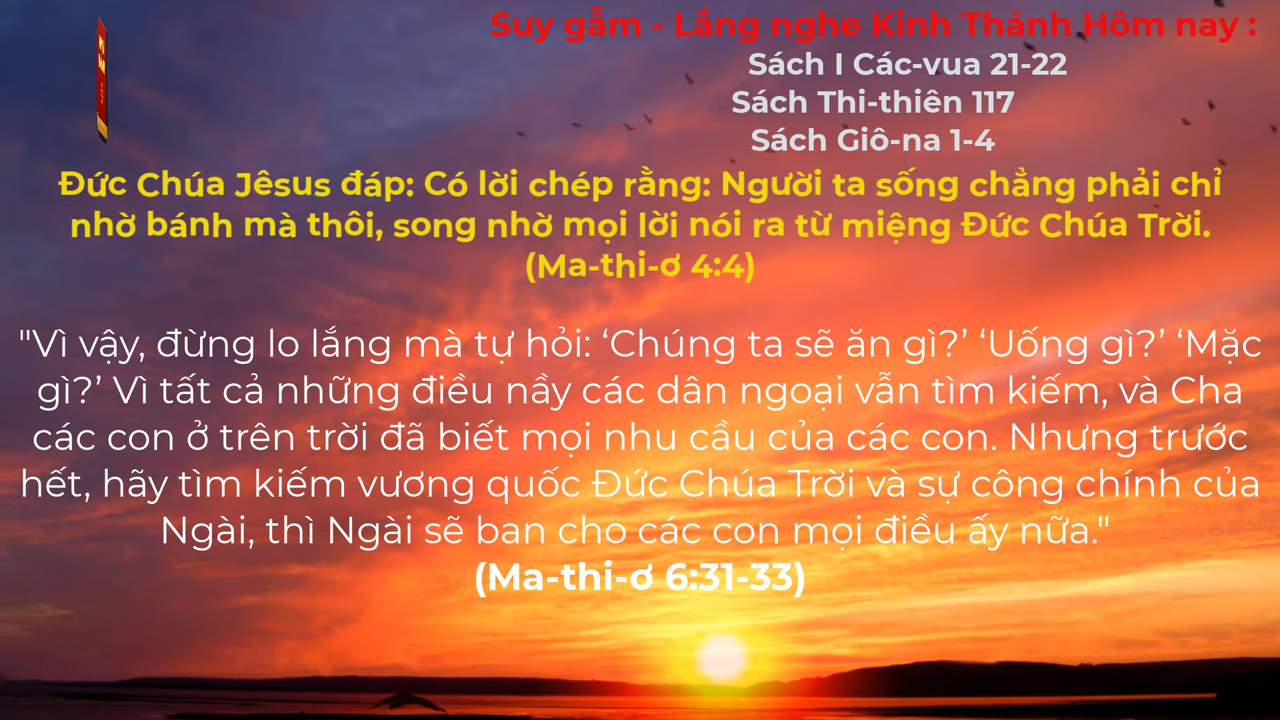 Suy gẫm - Lắng nghe Kinh Thánh Hôm nay :
Sách I Các-vua 21-22
Sách Thi-thiên 117
Sách Giô-na 1-4
Đức Chúa Jêsus đáp: Có lời chép rằng: Người ta sống chẳng phải chỉ
nhờ bánh mà thôi, song nhờ mọi lời nói ra từ miệng Đức Chúa Trời.
(Ma-thi-ơ 4:4)
"Vì vậy, đừng lo lắng mà tự hỏi: ‘Chúng ta sẽ ăn gì?’ ‘Uống gì?’ ‘Mặc
gì?’ Vì tất cả những điều nầy các dân ngoại vẫn tìm kiếm, và Cha
các con ở trên trời đã biết mọi nhu cầu của các con. Nhưng trước
hết, hãy tìm kiếm vương quốc Đức Chúa Trời và sự công chính của
Ngài, thì Ngài sẽ ban cho các con mọi điều ấy nữa."
(Ma-thi-ơ 6:31-33)